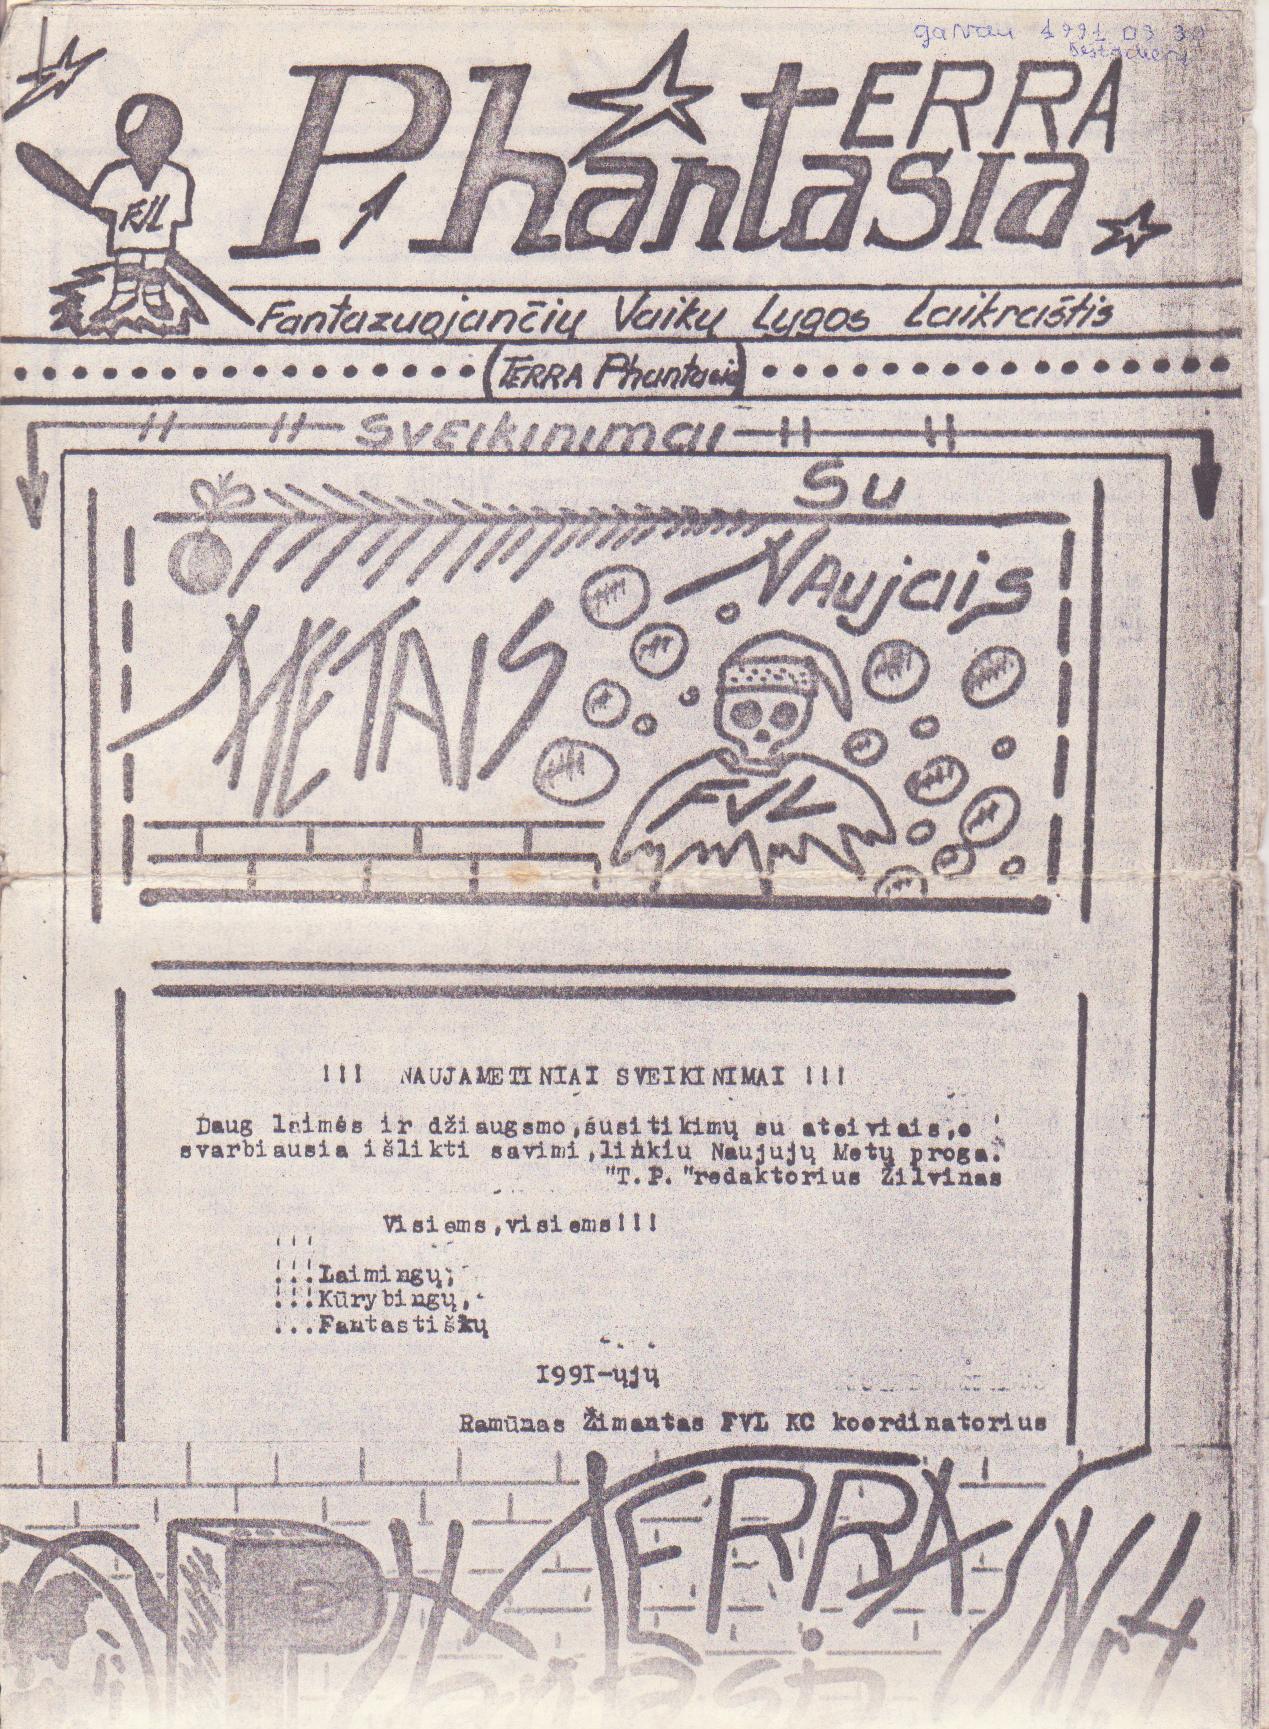 gavau 1991 03 30
TERRA
Phantasia
FVL
Fantazuojančių Vaikų Lygos Laikraštis
(TERRA Phantasia)
Sveikinimai
Su
NAujais
METAIS
FVL
!!! NAUJAMETINIAI SVEIKINIMAI !!!
Daug laimės ir džiaugsmo,susitikimų su ateiviais,o
svarbiausia išlikti savimi,linkiu Naujųjų Metų proga.
"T.P."redaktorius Žilvinas
Visiems,visiems!!!
...Laimingų,
...Kūrybingų,
...Fantastiškų
1991-ųjų
Ramūnas Žimantas FVL KC koordinatorius
TERRA
Phantasia
Nr4